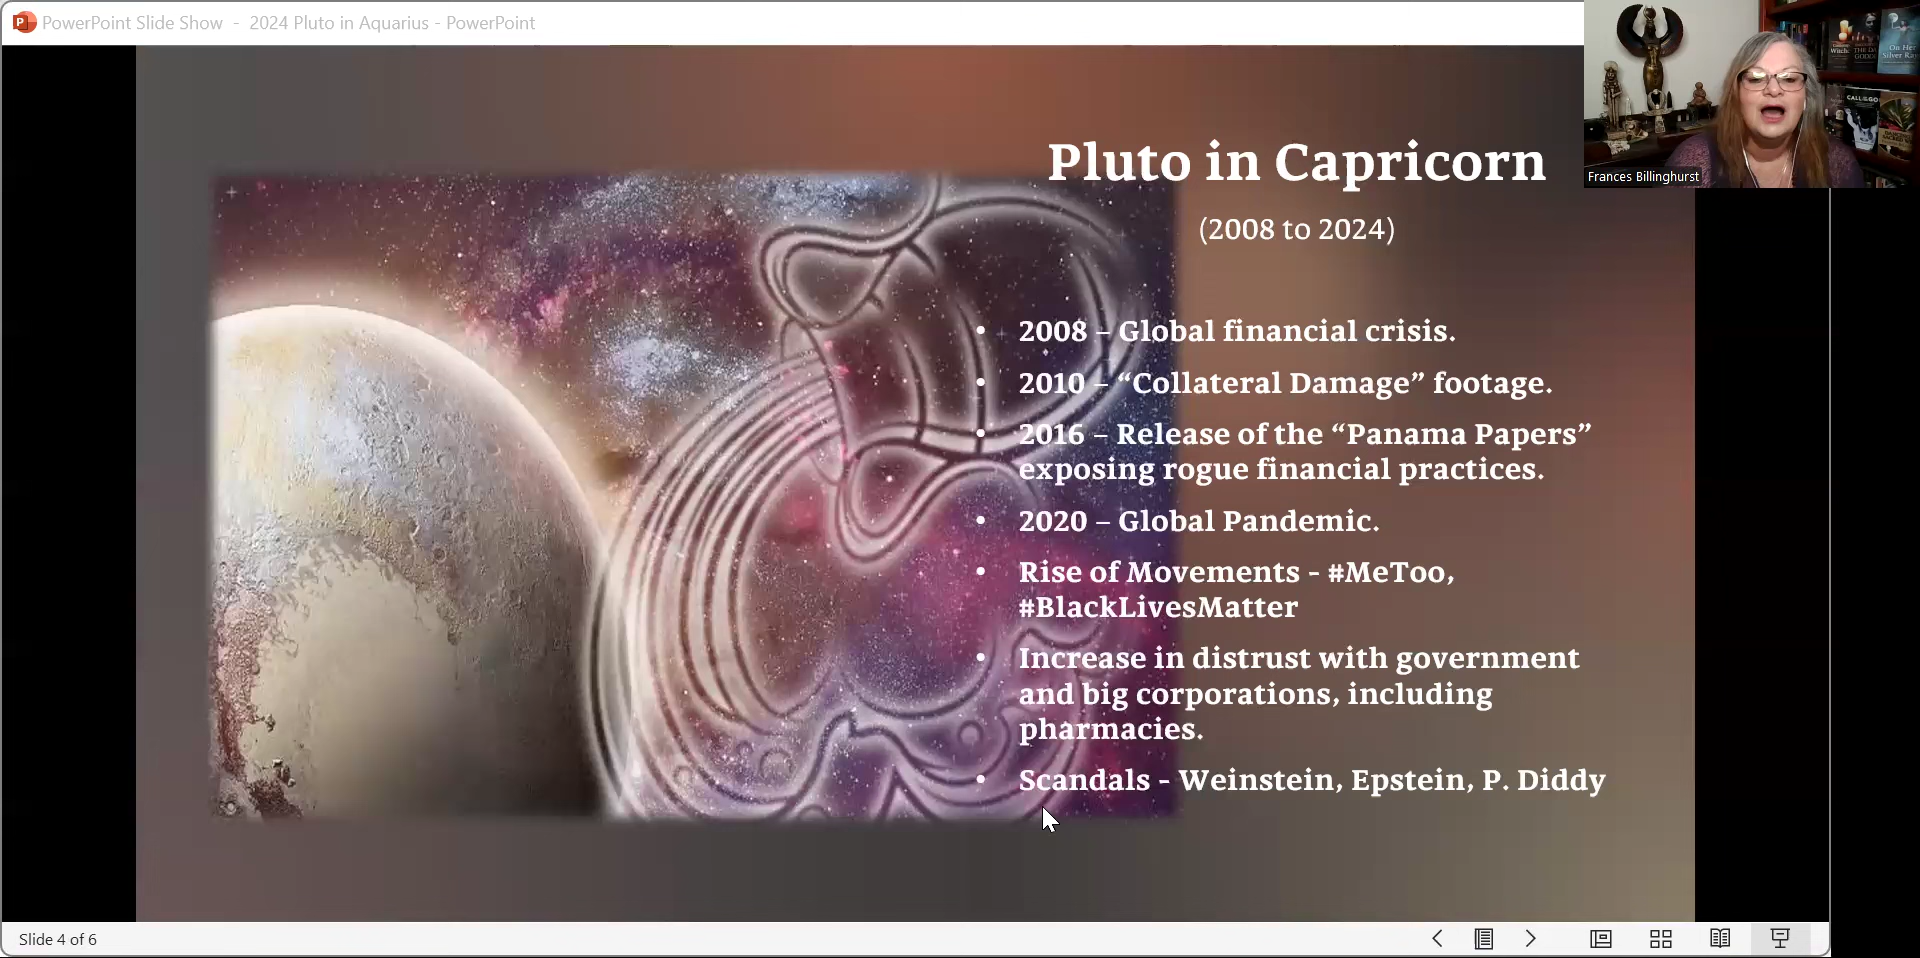 PowerPoint Slide Show - 2024 Pluto in Aquarius - PowerPoint
Pluto in Capricorn
(2008 to 2024)
• 2008 – Global financial crisis.
• 2010 – “Collateral Damage” footage.
• 2016 – Release of the “Panama Papers”
exposing rogue financial practices.
• 2020 – Global Pandemic.
• Rise of Movements - #MeToo,
#BlackLivesMatter
• Increase in distrust with government
and big corporations, including
pharmacies.
• Scandals - Weinstein, Epstein, P. Diddy
Frances Billinghurst
Slide 4 of 6